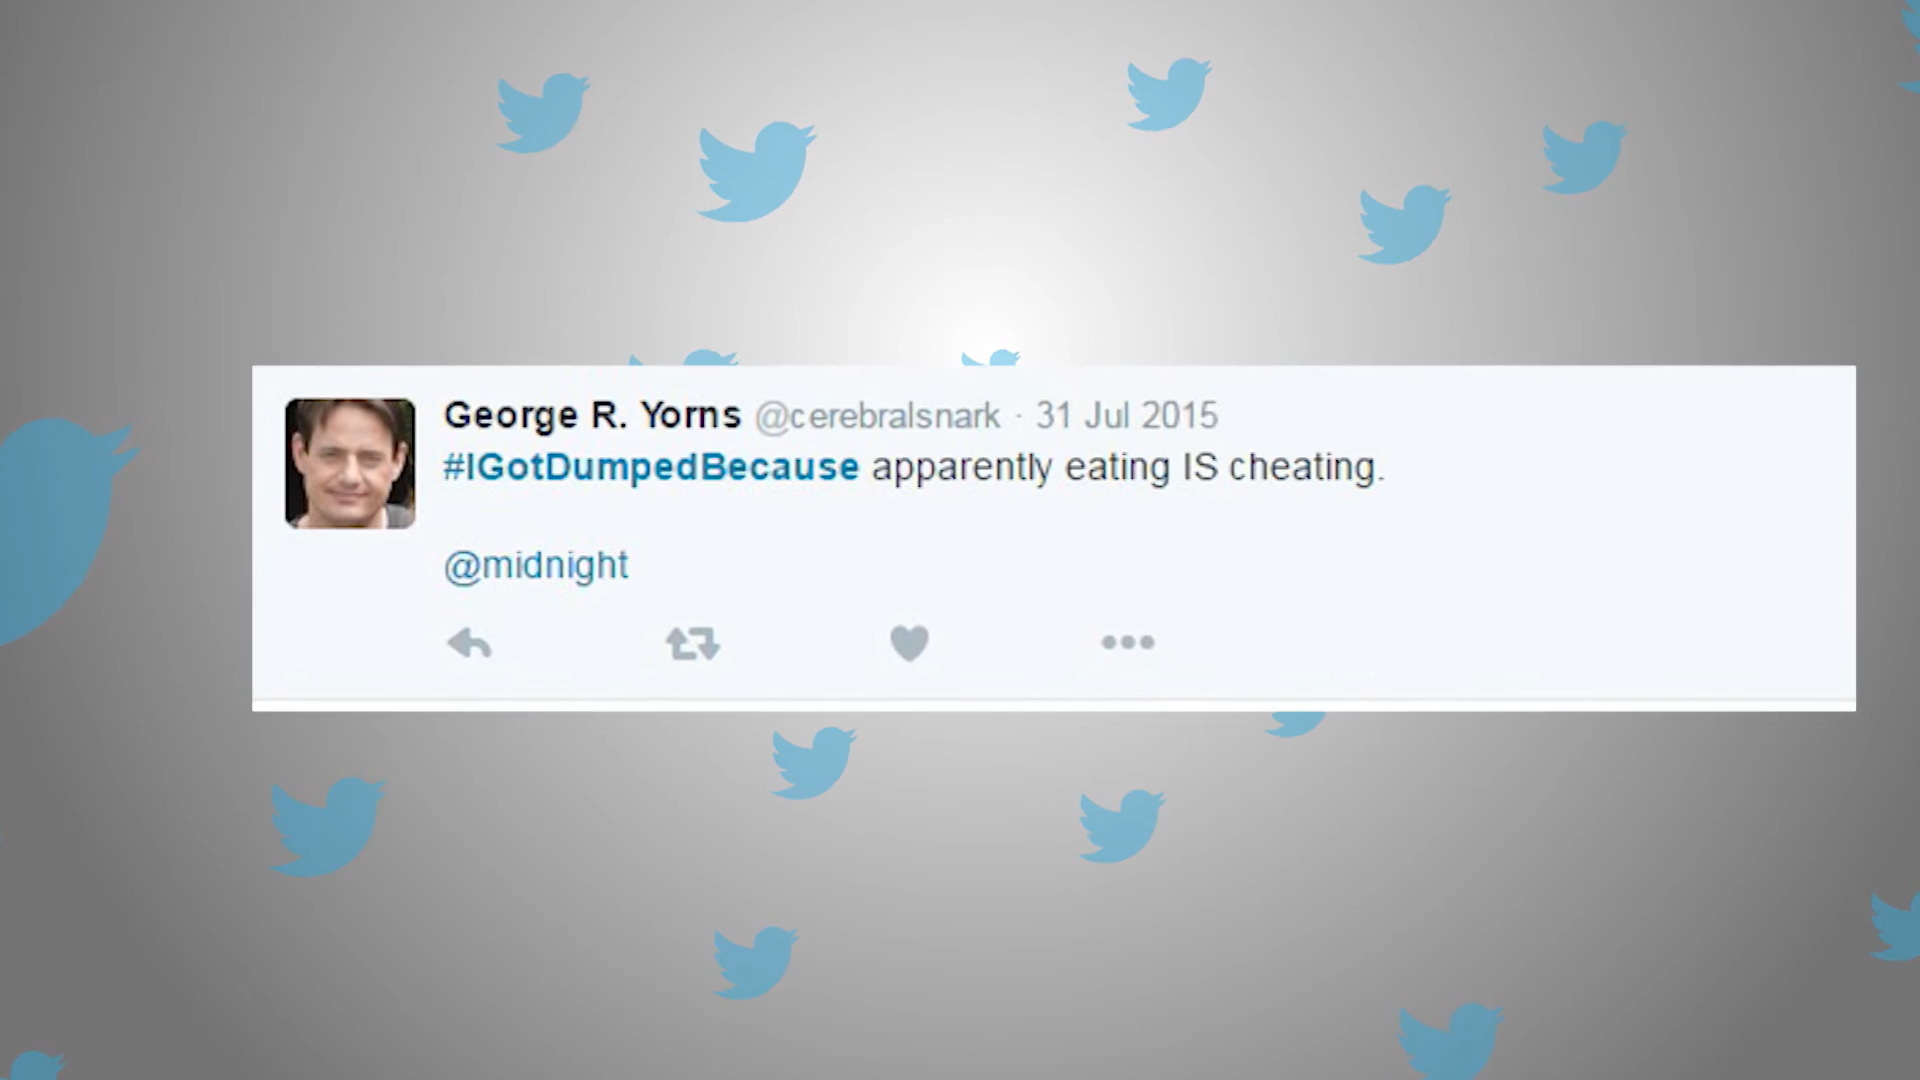 George R. Yorns @cerebralsnark · 31 Jul 2015
#IGotDumpedBecause apparently eating IS cheating.
@midnight